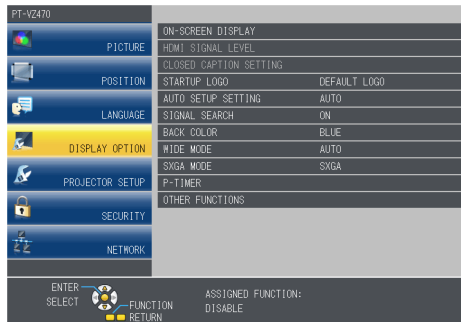 PT-VZ470
PICTURE
POSITION
LANGUAGE
DISPLAY OPTION
PROJECTOR SETUP
SECURITY
NETWORK
ON-SCREEN DISPLAY
HDMI SIGNAL LEVEL
CLOSED CAPTION SETTING
STARTUP LOGO DEFAULT LOGO
AUTO SETUP SETTING AUTO
SIGNAL SEARCH ON
BACK COLOR BLUE
WIDE MODE AUTO
SXGA MODE SXGA
P-TIMER
OTHER FUNCTIONS
ENTER
SELECT
FUNCTION
RETURN
ASSIGNED FUNCTION:
DISABLE